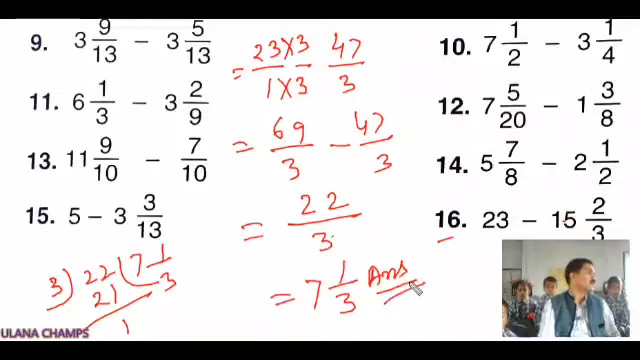 9. 3 9/13 − 3 5/13
10. 7 1/2 − 3 1/4
11. 6 1/3 − 3 2/9
12. 7 5/20 − 1 3/8
13. 11 9/10 − 7/10
14. 5 7/8 − 2 1/2
15. 5 − 3 3/13
16. 23 − 15 2/3
= 23×3/1×3 − 47/3
= 69/3 − 47/3
= 22/3
= 7 1/3 Ans
3) 22 (7 1/3
21
1
ULANA CHAMPS